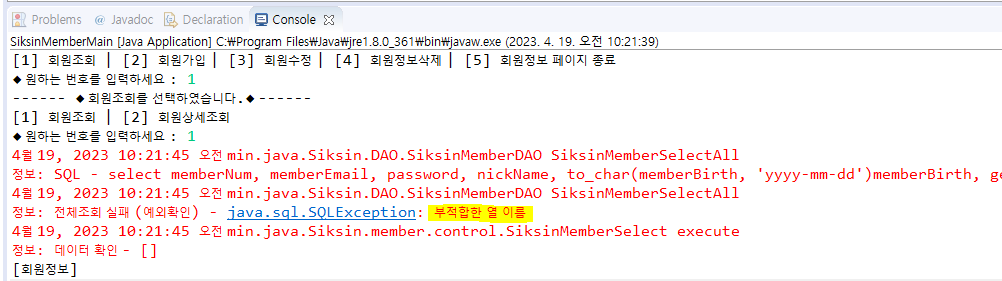 Problems @ Javadoc Declaration Console
SiksinMemberMain [Java Application] C:₩Program Files₩Java₩jre1.8.0_361₩bin₩javaw.exe (2023. 4. 19. 오전 10:21:39)
[1] 회원조회 | [2] 회원가입 | [3] 회원수정 | [4] 회원정보삭제 | [5] 회원정보 페이지 종료
◆ 원하는 번호를 입력하세요 : 1
------ ◆ 회원조회를 선택하였습니다.◆ ------
[1] 회원조회 | [2] 회원상세조회
◆ 원하는 번호를 입력하세요 : 1
4월 19, 2023 10:21:45 오전 min.java.Siksin.DAO.SiksinMemberDAO SiksinMemberSelectAll
정보: SQL - select memberNum, memberEmail, password, nickName, to_char(memberBirth, 'yyyy-mm-dd')memberBirth, ge
4월 19, 2023 10:21:45 오전 min.java.Siksin.DAO.SiksinMemberDAO SiksinMemberSelectAll
정보: 전체조회 실패 (예외확인) - java.sql.SQLException: 부적합한 열 이름
4월 19, 2023 10:21:45 오전 min.java.Siksin.member.control.SiksinMemberSelect execute
정보: 데이터 확인 - []
[회원정보]